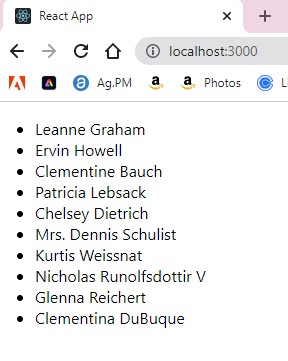 React App
localhost:3000
Ag.PM
Photos
Leanne Graham
Ervin Howell
Clementine Bauch
Patricia Lebsack
Chelsey Dietrich
Mrs. Dennis Schulist
Kurtis Weissnat
Nicholas Runolfsdottir V
Glenna Reichert
Clementina DuBuque